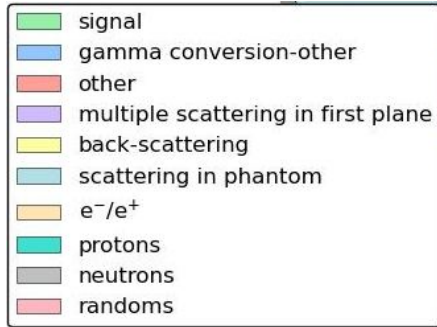 signal
gamma conversion-other
other
multiple scattering in first plane
back-scattering
scattering in phantom
e⁻/e⁺
protons
neutrons
randoms